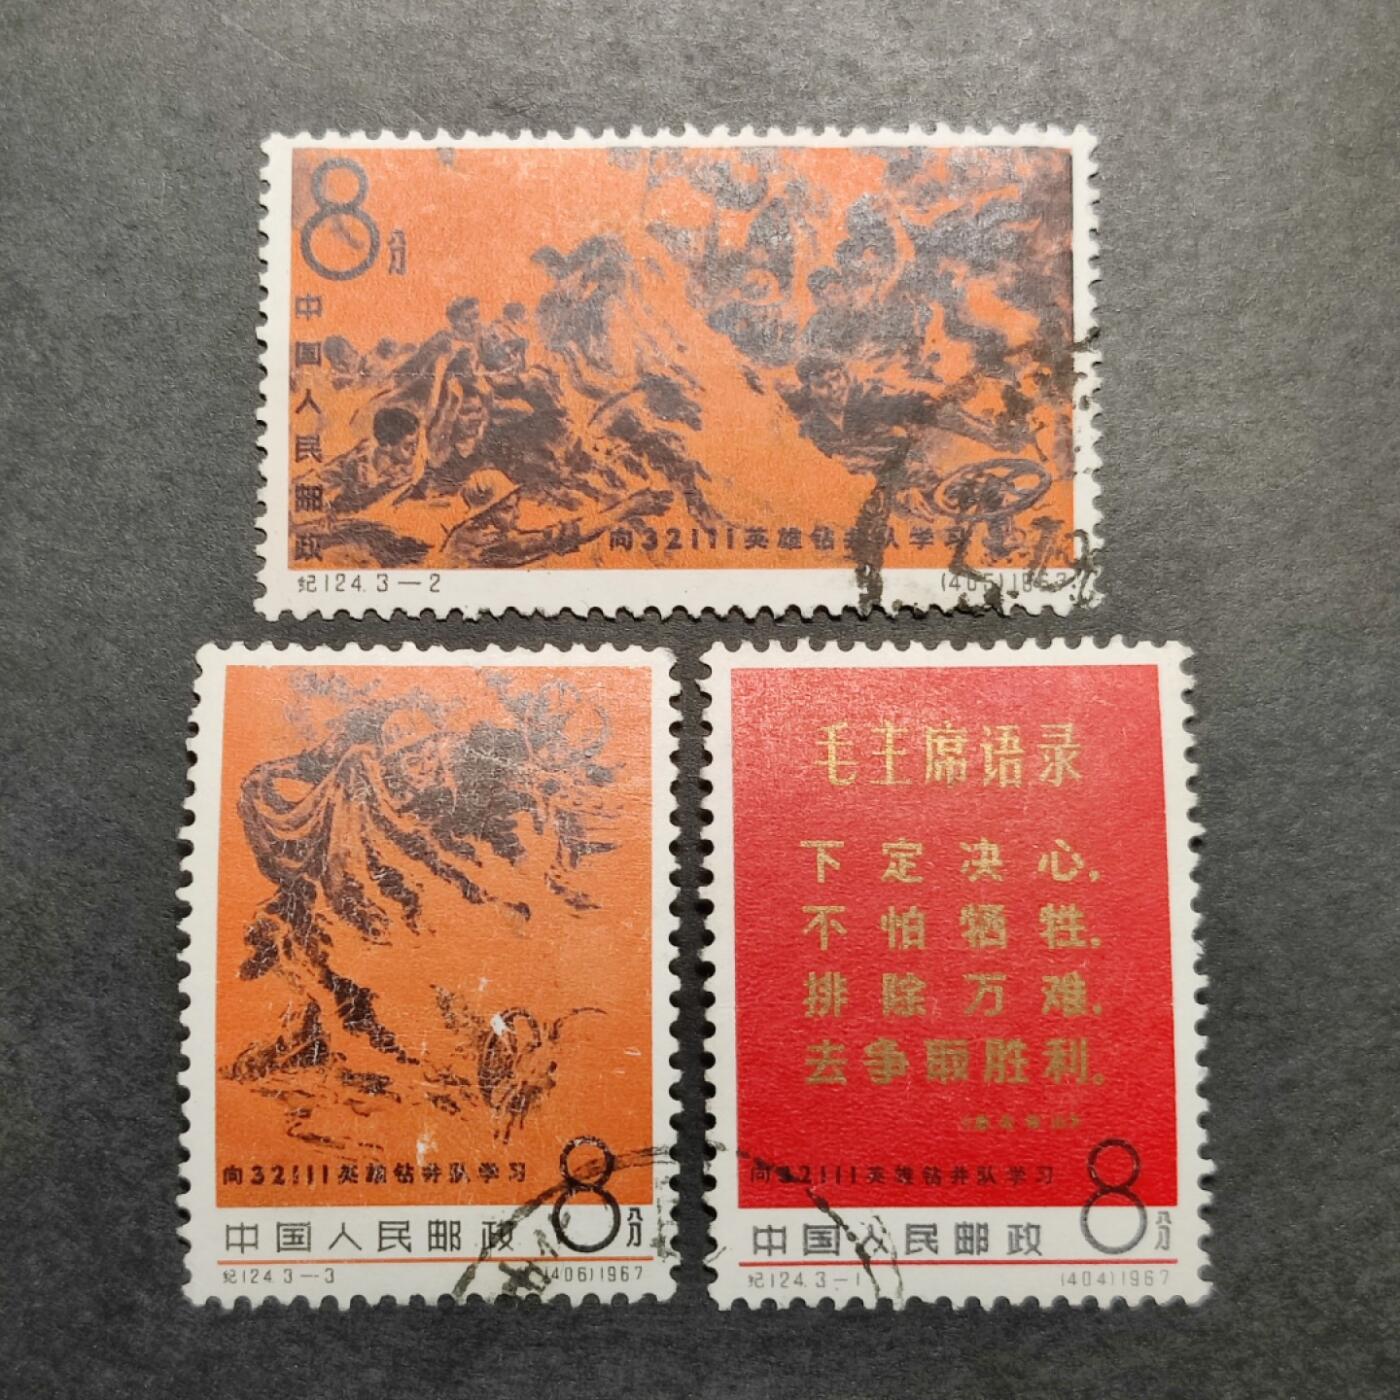 8分
中国人民邮政
向32111英雄钻井队学习
纪124.3—2
(405)1967
向32111英雄钻井队学习
8分
中国人民邮政
纪124.3—3
(406)1967
毛主席语录
下定决心,
不怕牺牲,
排除万难,
去争取胜利。
向32111英雄钻井队学习
8分
中国人民邮政
纪124.3—1
(404)1967